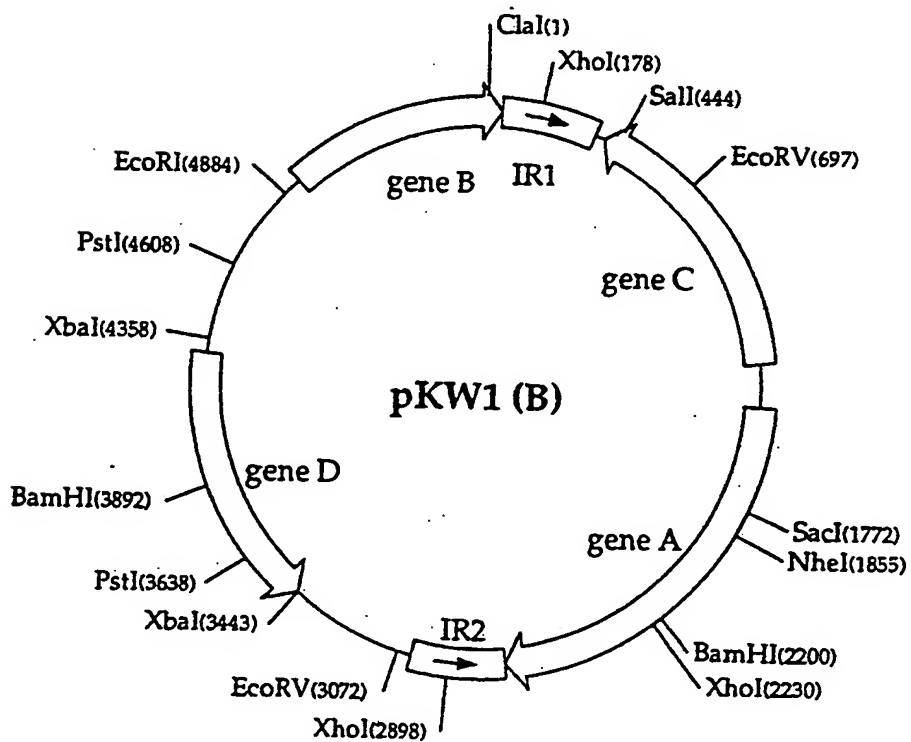 ClaI(1)
XhoI(178)
SalI(444)
EcoRV(697)
EcoRI(4884)
gene B
IR1
PstI(4608)
gene C
XbaI(4358)
pKW1 (B)
gene D
BamHI(3892)
gene A
SacI(1772)
NheI(1855)
PstI(3638)
XbaI(3443)
IR2
BamHI(2200)
EcoRV(3072)
XhoI(2230)
XhoI(2898)